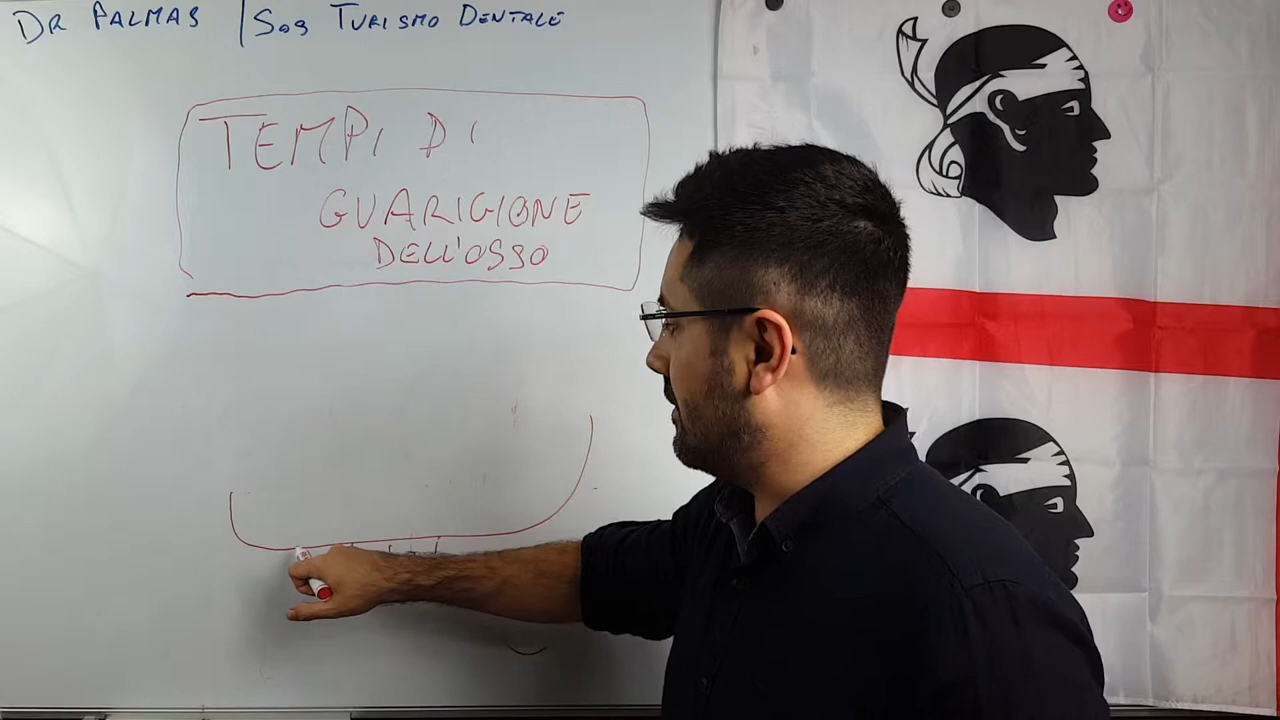 DR PALMAS | SOS TURISMO DENTALE
TEMPI DI
GUARIGIONE
DELL'OSSO